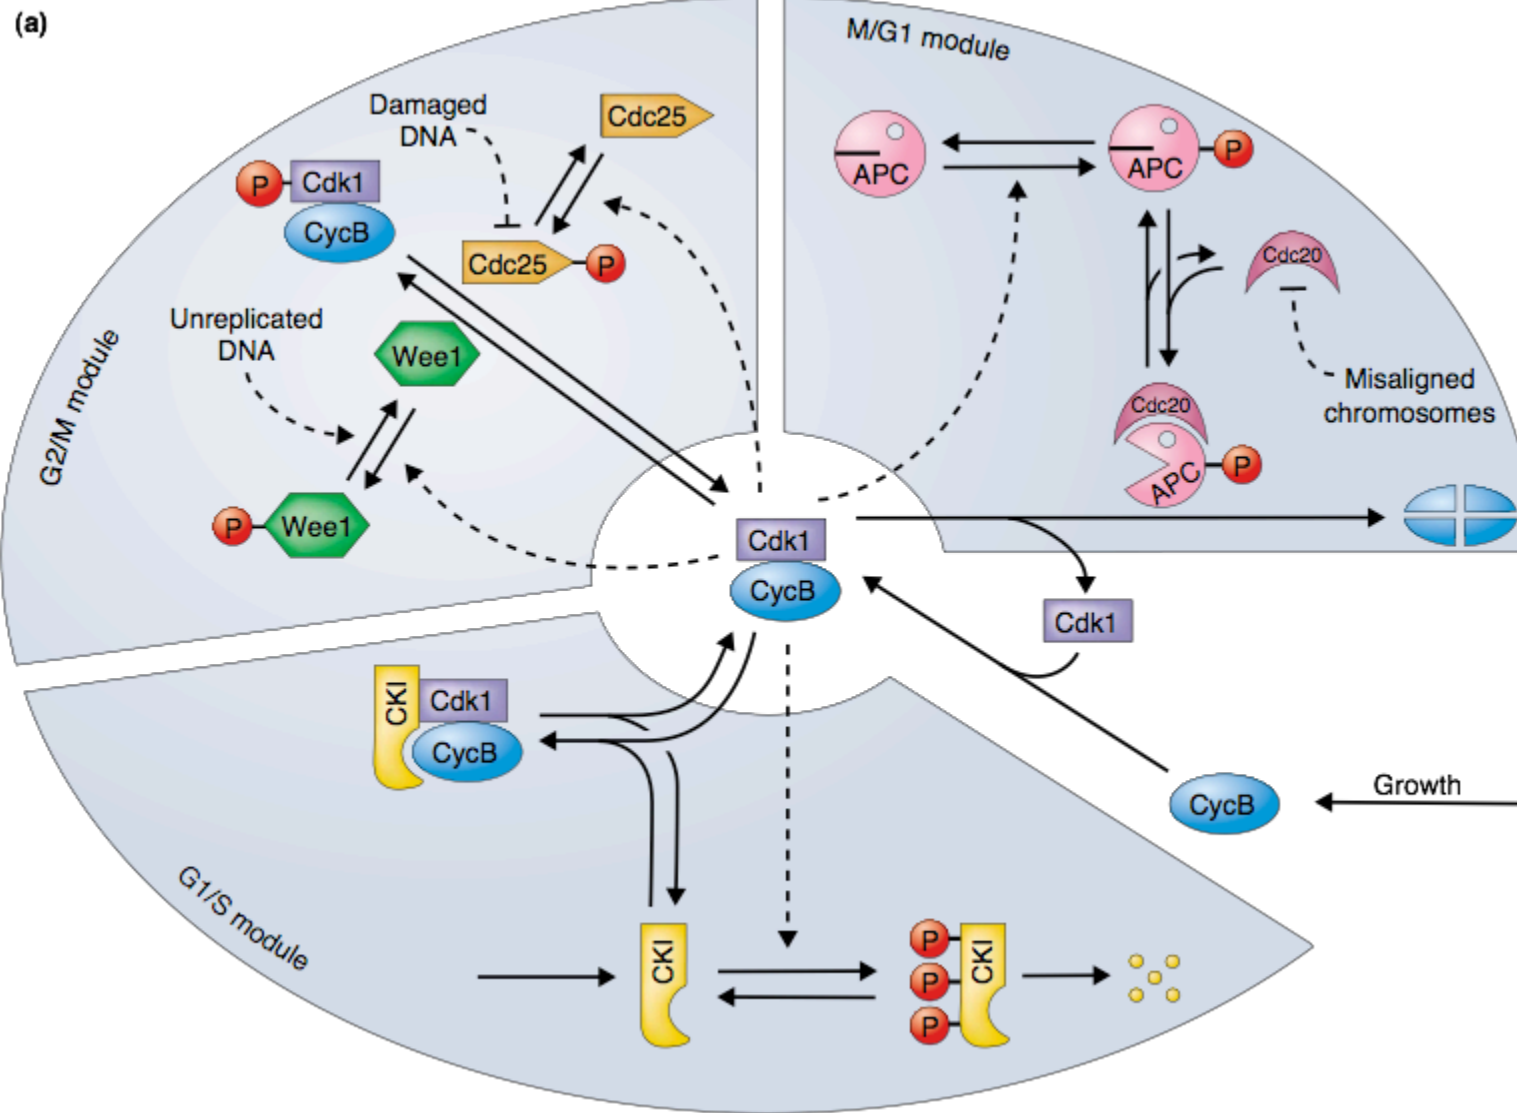 (a)
M/G1 module
Damaged
DNA
Cdc25
P
Cdk1
CycB
Cdc25
P
APC
APC
P
Cdc20
Unreplicated
DNA
Wee1
G2/M module
P
Wee1
Misaligned
chromosomes
Cdc20
APC
P
Cdk1
CycB
Cdk1
CKI
Cdk1
CycB
CycB
Growth
G1/S module
CKI
P
P
P
CKI